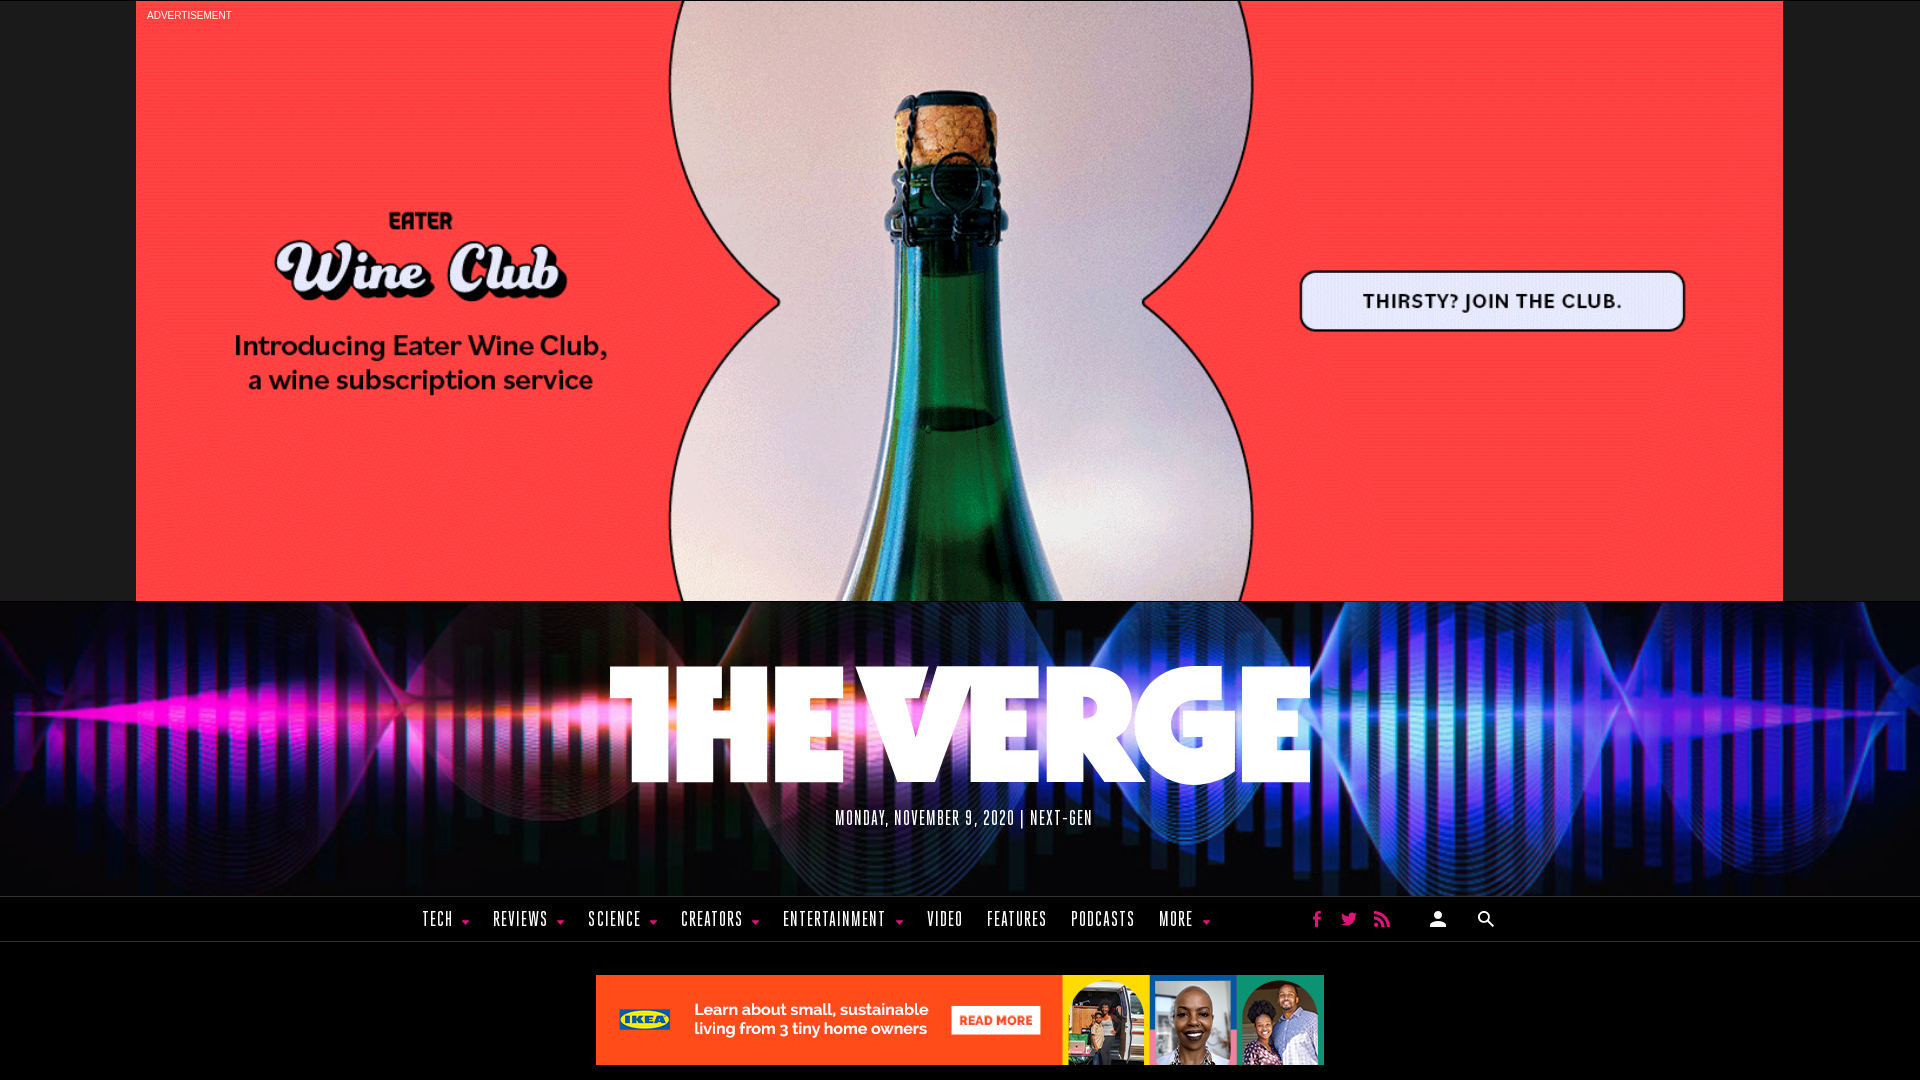 ADVERTISEMENT
EATER
Wine Club
Introducing Eater Wine Club,
a wine subscription service
THIRSTY? JOIN THE CLUB.
THE VERGE
MONDAY, NOVEMBER 9, 2020 | NEXT-GEN
TECH REVIEWS SCIENCE CREATORS ENTERTAINMENT VIDEO FEATURES PODCASTS MORE
IKEA
Learn about small, sustainable
living from 3 tiny home owners
READ MORE